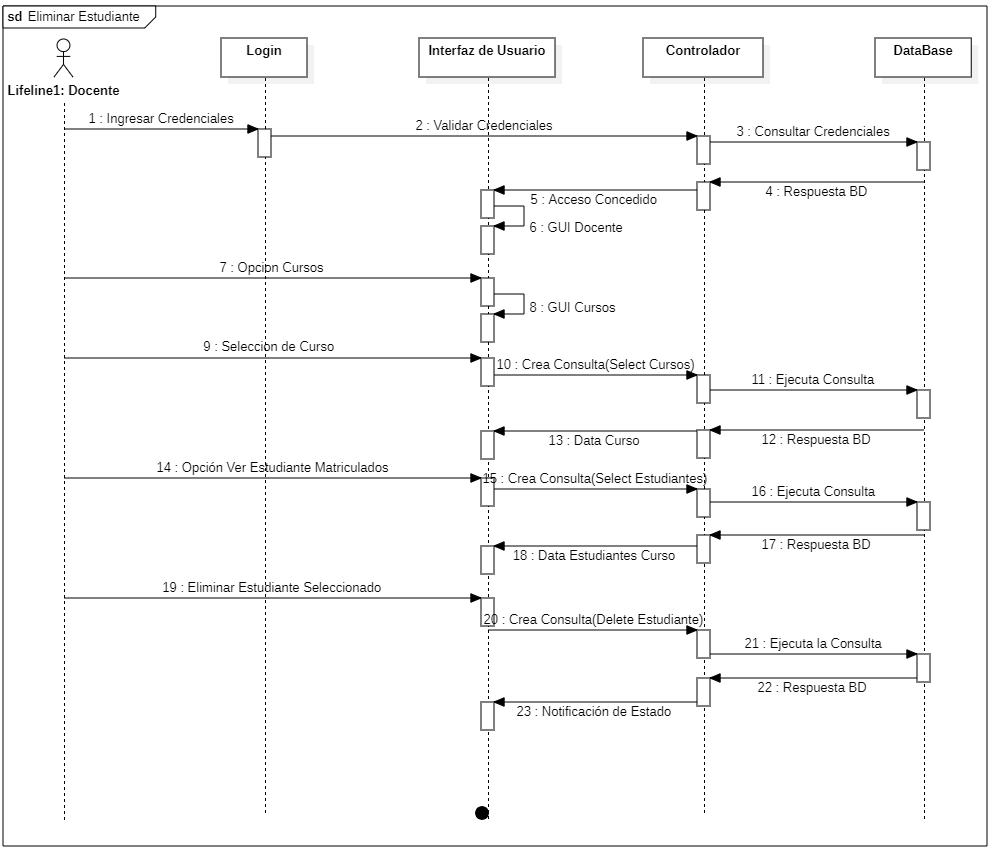 sd Eliminar Estudiante
Lifeline1: Docente
Login
Interfaz de Usuario
Controlador
DataBase
1 : Ingresar Credenciales
2 : Validar Credenciales
3 : Consultar Credenciales
4 : Respuesta BD
5 : Acceso Concedido
6 : GUI Docente
7 : Opcion Cursos
8 : GUI Cursos
9 : Seleccion de Curso
10 : Crea Consulta(Select Cursos)
11 : Ejecuta Consulta
12 : Respuesta BD
13 : Data Curso
14 : Opción Ver Estudiante Matriculados
15 : Crea Consulta(Select Estudiantes)
16 : Ejecuta Consulta
17 : Respuesta BD
18 : Data Estudiantes Curso
19 : Eliminar Estudiante Seleccionado
20 : Crea Consulta(Delete Estudiante)
21 : Ejecuta la Consulta
22 : Respuesta BD
23 : Notificación de Estado